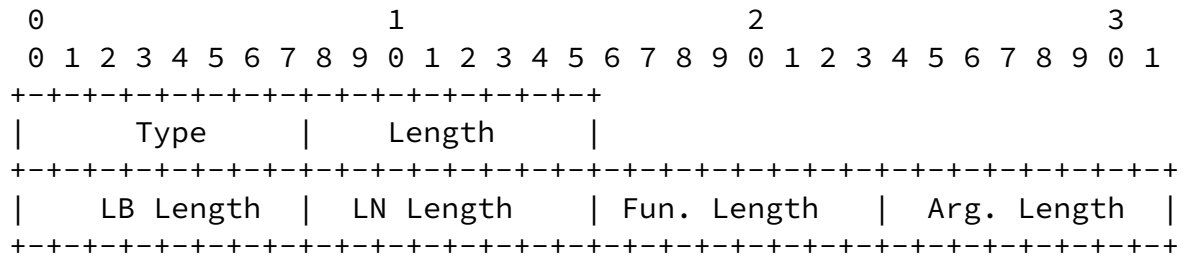 0                   1                   2                   3
 0 1 2 3 4 5 6 7 8 9 0 1 2 3 4 5 6 7 8 9 0 1 2 3 4 5 6 7 8 9 0 1
+-+-+-+-+-+-+-+-+-+-+-+-+-+-+-+-+
|      Type     |    Length     |
+-+-+-+-+-+-+-+-+-+-+-+-+-+-+-+-+-+-+-+-+-+-+-+-+-+-+-+-+-+-+-+-+
|    LB Length  |  LN Length    | Fun. Length   |  Arg. Length  |
+-+-+-+-+-+-+-+-+-+-+-+-+-+-+-+-+-+-+-+-+-+-+-+-+-+-+-+-+-+-+-+-+